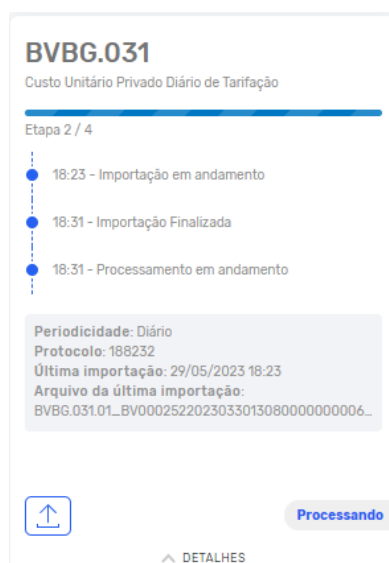 BVBG.031
Custo Unitário Privado Diário de Tarifação
Etapa 2 / 4
18:23 - Importação em andamento
18:31 - Importação Finalizada
18:31 - Processamento em andamento
Periodicidade: Diário
Protocolo: 188232
Última importação: 29/05/2023 18:23
Arquivo da última importação:
BVBG.031.01_BV0002522023033013080000000006...
Processando
DETALHES